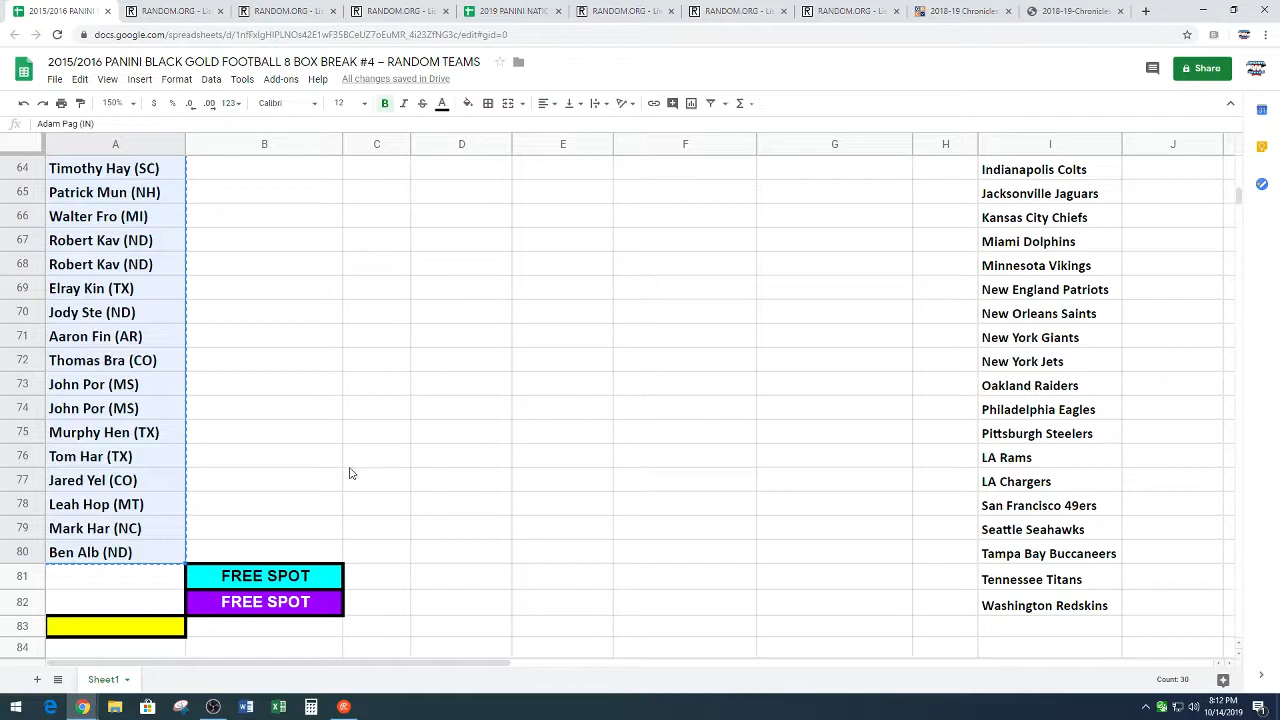 2015/2016 PANINI
RANDOM.ORG - Lis
RANDOM.ORG - Lis
RANDOM.ORG - Lis
2019 PANINI NATIC
RANDOM.ORG - Lis
RANDOM.ORG - Lis
RANDOM.ORG - Lis
2018-19 Chronicles
2018-19-Chronicles
docs.google.com/spreadsheets/d/1nfFxIgHIPLNOs42E1wF35BCeUZ7oEuMR_4i23ZfNG3c/edit#gid=0
2015/2016 PANINI BLACK GOLD FOOTBALL 8 BOX BREAK #4 – RANDOM TEAMS
File Edit View Insert Format Data Tools Add-ons Help All changes saved in Drive
Share
150% $ % .0 .00 123 Calibri 12 B I S A
fx Adam Pag (IN)
A B C D E F G H I J
64 Timothy Hay (SC) Indianapolis Colts
65 Patrick Mun (NH) Jacksonville Jaguars
66 Walter Fro (MI) Kansas City Chiefs
67 Robert Kav (ND) Miami Dolphins
68 Robert Kav (ND) Minnesota Vikings
69 Elray Kin (TX) New England Patriots
70 Jody Ste (ND) New Orleans Saints
71 Aaron Fin (AR) New York Giants
72 Thomas Bra (CO) New York Jets
73 John Por (MS) Oakland Raiders
74 John Por (MS) Philadelphia Eagles
75 Murphy Hen (TX) Pittsburgh Steelers
76 Tom Har (TX) LA Rams
77 Jared Yel (CO) LA Chargers
78 Leah Hop (MT) San Francisco 49ers
79 Mark Har (NC) Seattle Seahawks
80 Ben Alb (ND) Tampa Bay Buccaneers
81 FREE SPOT Tennessee Titans
82 FREE SPOT Washington Redskins
83
84
Sheet1
Count: 30
8:12 PM
10/14/2019